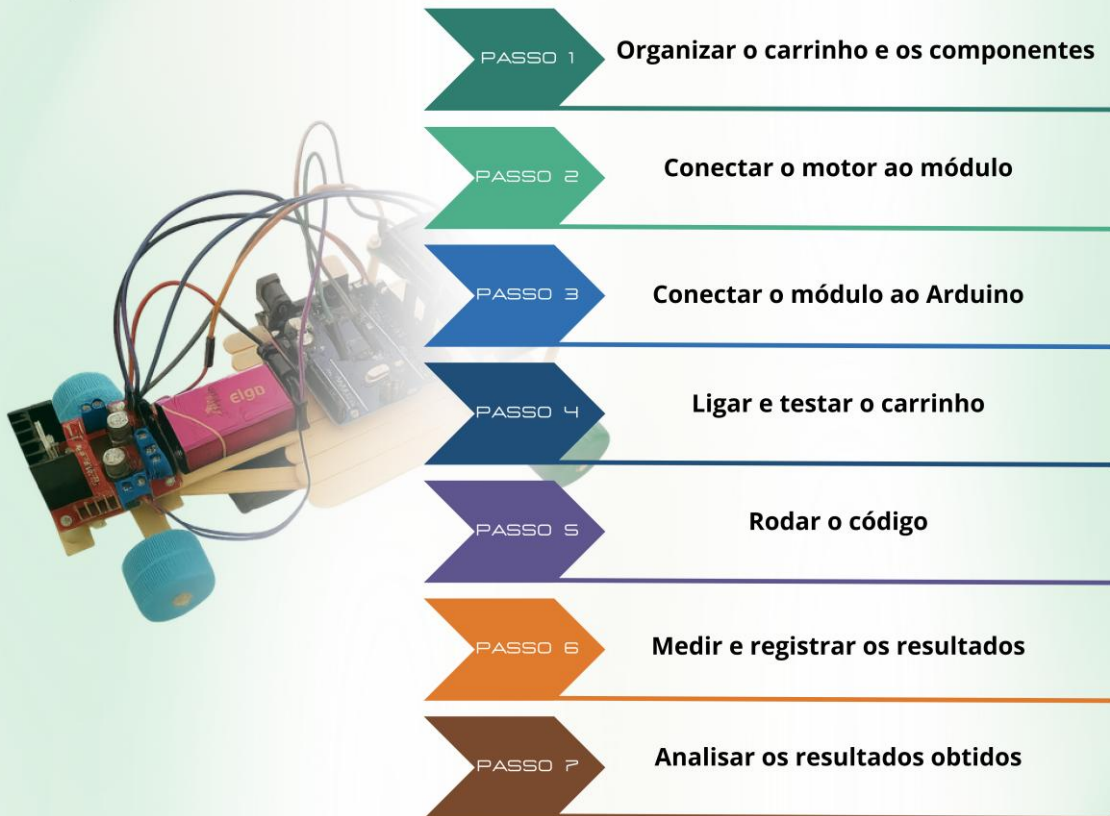 PASSO 1
Organizar o carrinho e os componentes
PASSO 2
Conectar o motor ao módulo
PASSO 3
Conectar o módulo ao Arduino
PASSO 4
Ligar e testar o carrinho
PASSO 5
Rodar o código
PASSO 6
Medir e registrar os resultados
PASSO 7
Analisar os resultados obtidos
elgin